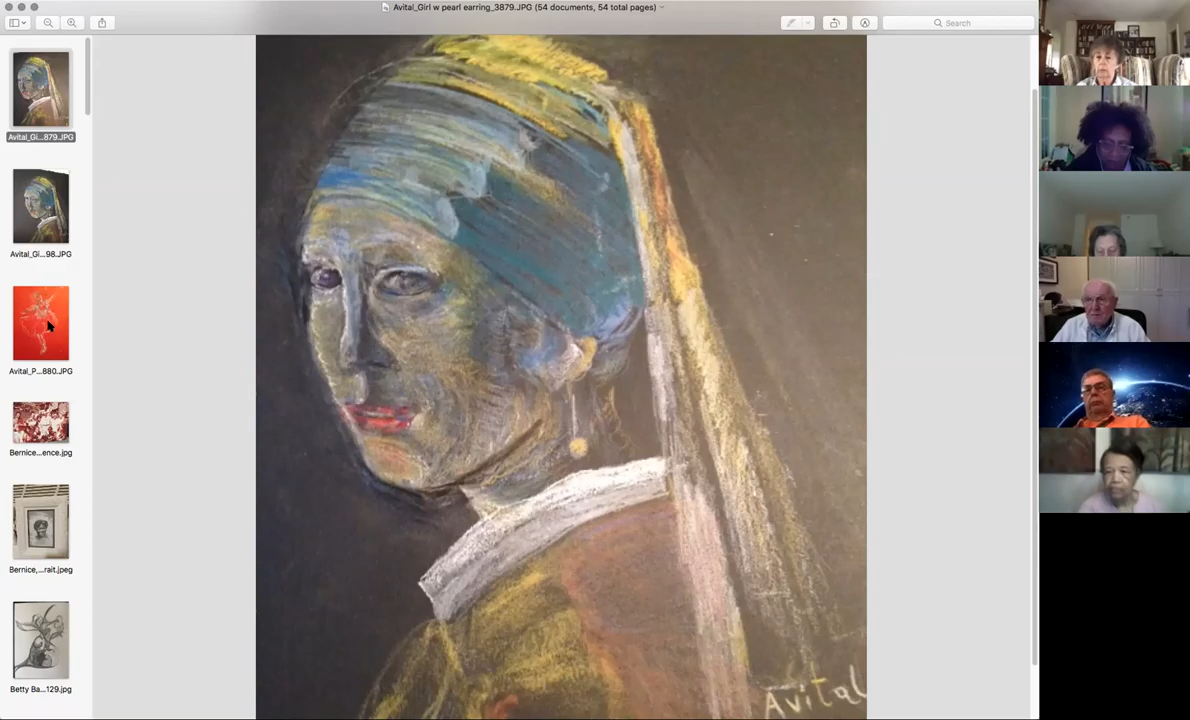 Avital_Girl w pearl earring_3879.JPG (54 documents, 54 total pages)
Search
Avital_Gi...879.JPG
Avital_Gi...98.JPG
Avital_P...880.JPG
Bernice...ence.jpg
Bernice,...rait.jpeg
Betty Ba...129.jpg
Avital